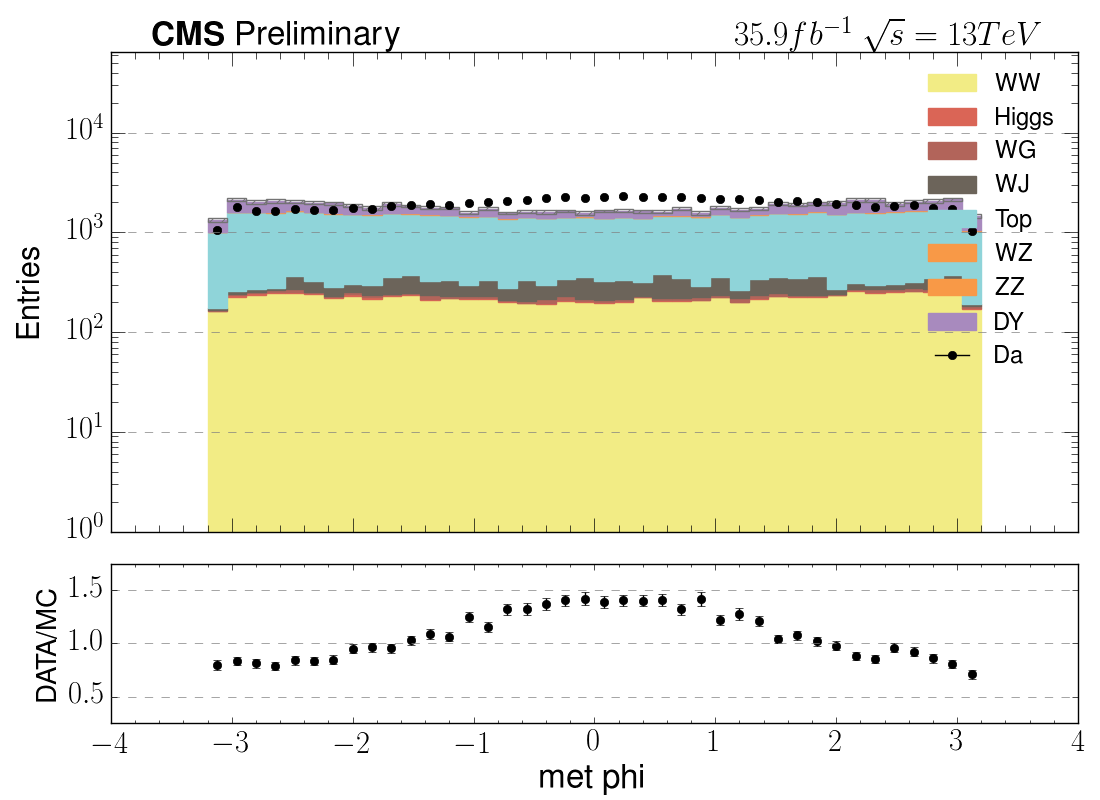 CMS Preliminary 35.9fb⁻¹ √s = 13TeV
WW
Higgs
WG
WJ
Top
WZ
ZZ
DY
Da
Entries
10⁴
10³
10²
10¹
10⁰
DATA/MC
1.5
1.0
0.5
−4 −3 −2 −1 0 1 2 3 4
met phi